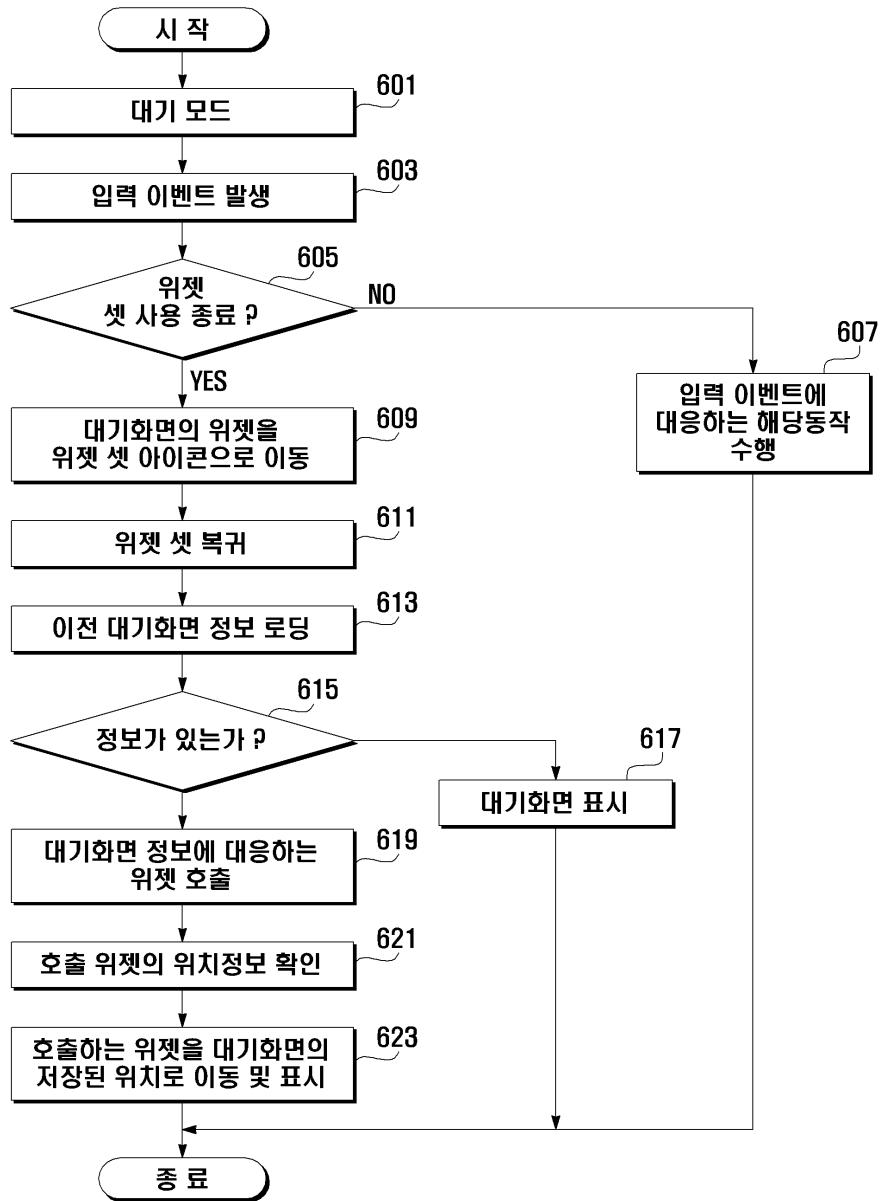 시 작
601
대기 모드
603
입력 이벤트 발생
605
위젯
셋 사용 종료 ?
NO
607
입력 이벤트에
대응하는 해당동작
수행
YES
609
대기화면의 위젯을
위젯 셋 아이콘으로 이동
611
위젯 셋 복귀
613
이전 대기화면 정보 로딩
615
정보가 있는가 ?
617
대기화면 표시
619
대기화면 정보에 대응하는
위젯 호출
621
호출 위젯의 위치정보 확인
623
호출하는 위젯을 대기화면의
저장된 위치로 이동 및 표시
종 료